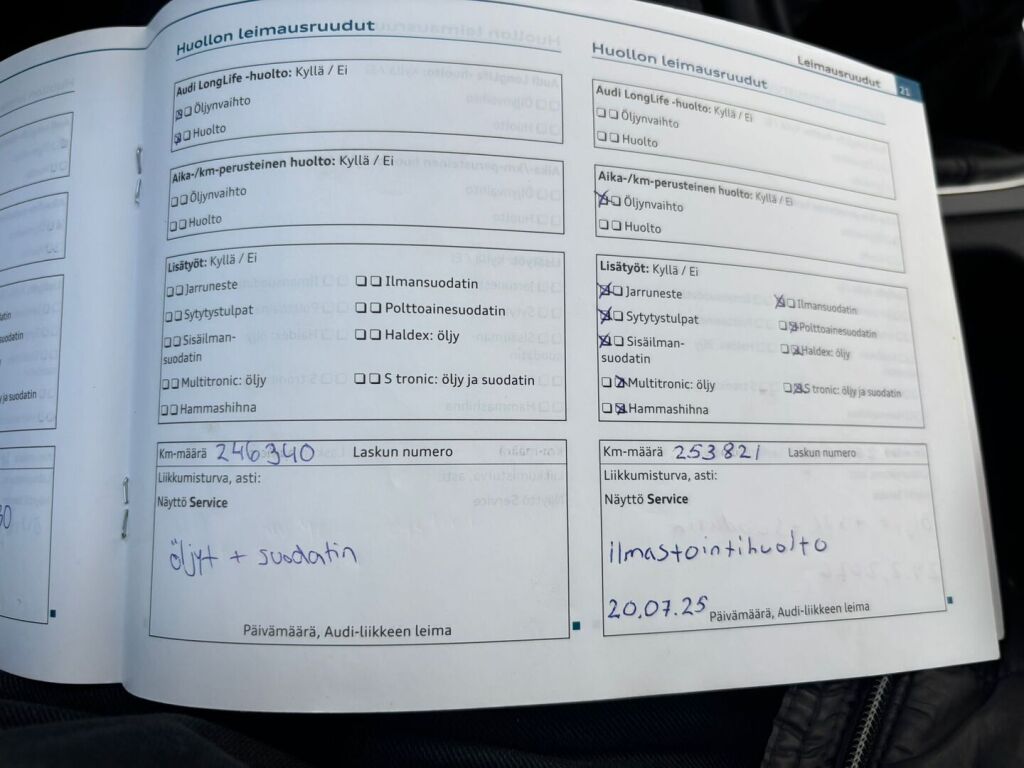 Huollon leimausruudut
Audi LongLife -huolto: Kyllä / Ei
Öljynvaihto
Huolto
Aika-/km-perusteinen huolto: Kyllä / Ei
Öljynvaihto
Huolto
Lisätyöt: Kyllä / Ei
Jarruneste
Ilmansuodatin
Sytytystulpat
Polttoainesuodatin
Sisäilman-
suodatin
Haldex: öljy
Multitronic: öljy
S tronic: öljy ja suodatin
Hammashihna
Km-määrä 246340 Laskun numero
Liikkumisturva, asti:
Näyttö Service
öljyt + suodatin
Päivämäärä, Audi-liikkeen leima
Leimausruudut 21
Huollon leimausruudut
Audi LongLife -huolto: Kyllä / Ei
Öljynvaihto
Huolto
Aika-/km-perusteinen huolto: Kyllä / Ei
Öljynvaihto
Huolto
Lisätyöt: Kyllä / Ei
Jarruneste
Ilmansuodatin
Sytytystulpat
Polttoainesuodatin
Sisäilman-
suodatin
Haldex: öljy
Multitronic: öljy
S tronic: öljy ja suodatin
Hammashihna
Km-määrä 253821 Laskun numero
Liikkumisturva, asti:
Näyttö Service
ilmastointihuolto
20.07.25 Päivämäärä, Audi-liikkeen leima